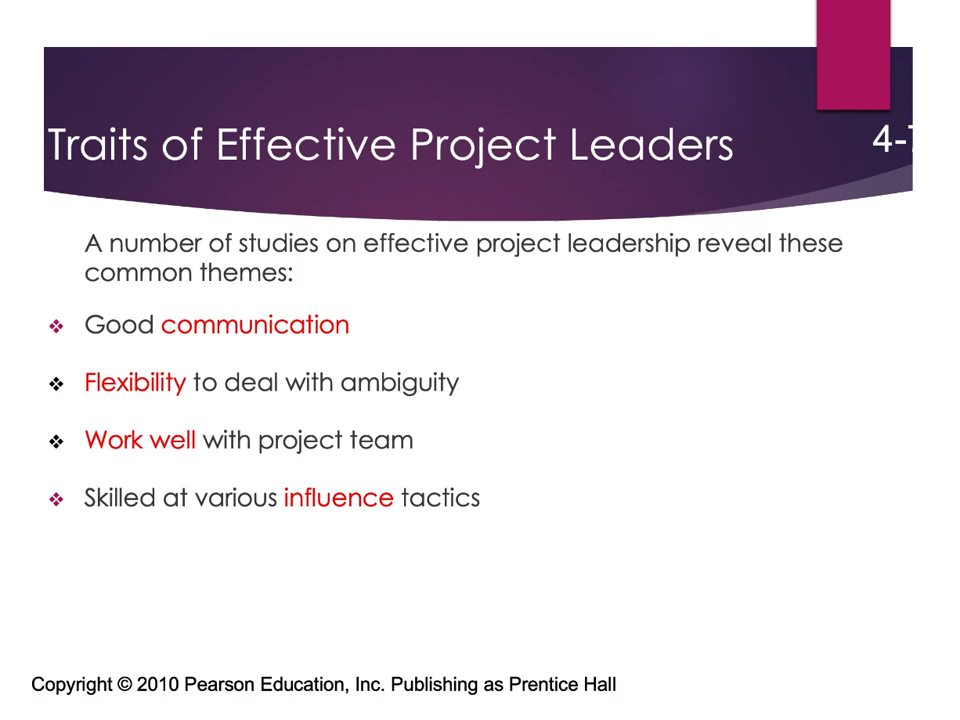 Traits of Effective Project Leaders
4-7
A number of studies on effective project leadership reveal these
common themes:
❖ Good communication
❖ Flexibility to deal with ambiguity
❖ Work well with project team
❖ Skilled at various influence tactics
Copyright © 2010 Pearson Education, Inc. Publishing as Prentice Hall